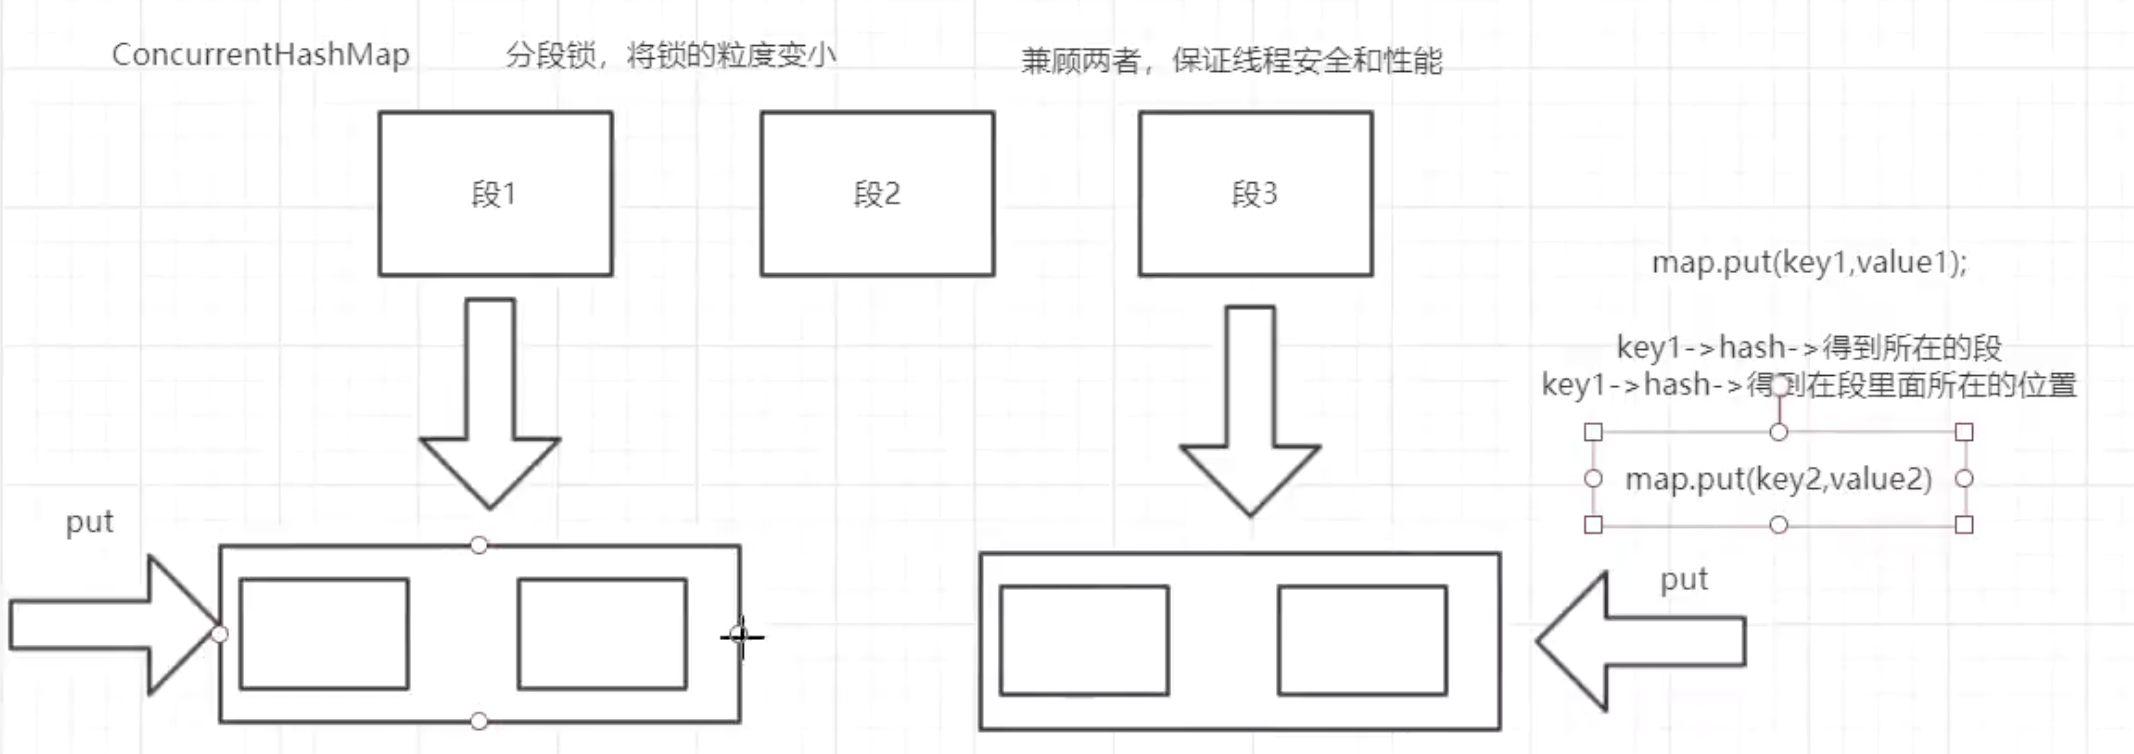 ConcurrentHashMap
分段锁，将锁的粒度变小
兼顾两者，保证线程安全和性能
段1
段2
段3
map.put(key1,value1);
key1->hash->得到所在的段
key1->hash->得到在段里面所在的位置
map.put(key2,value2)
put
put